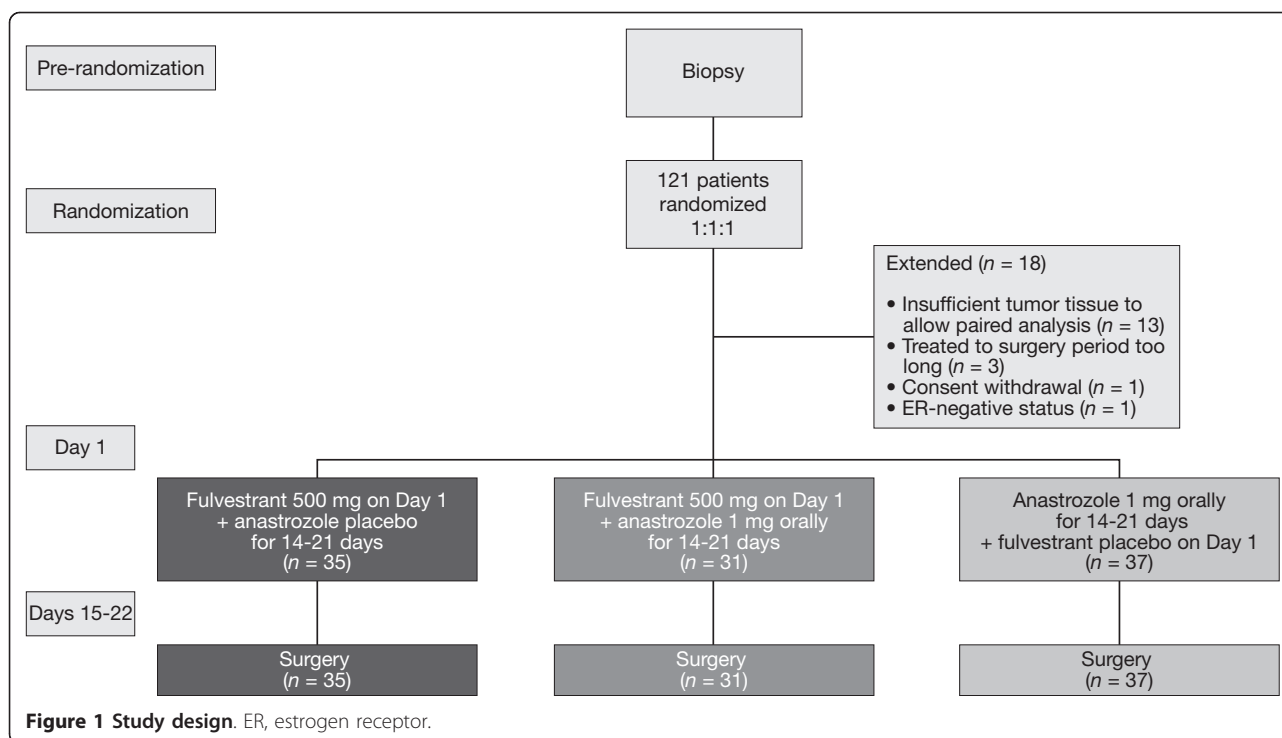 Pre-randomization
Biopsy
Randomization
121 patients
randomized
1:1:1
Extended (n = 18)
• Insufficient tumor tissue to
allow paired analysis (n = 13)
• Treated to surgery period too
long (n = 3)
• Consent withdrawal (n = 1)
• ER-negative status (n = 1)
Day 1
Fulvestrant 500 mg on Day 1
+ anastrozole placebo
for 14-21 days
(n = 35)
Fulvestrant 500 mg on Day 1
+ anastrozole 1 mg orally
for 14-21 days
(n = 31)
Anastrozole 1 mg orally
for 14-21 days
+ fulvestrant placebo on Day 1
(n = 37)
Days 15-22
Surgery
(n = 35)
Surgery
(n = 31)
Surgery
(n = 37)
Figure 1 Study design. ER, estrogen receptor.